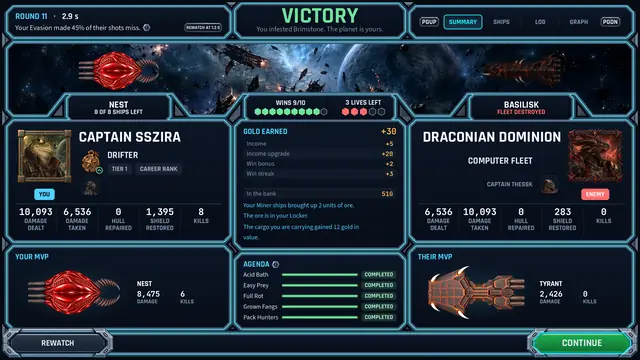 ROUND 11 • 2.9 s
Your Evasion made 45% of their shots miss.
REWATCH AT 1.2 X
VICTORY
You infested Brimstone. The planet is yours.
PGUP
SUMMARY
SHIPS
LOG
GRAPH
PGDN
NEST
8 OF 8 SHIPS LEFT
WINS 9/10
3 LIVES LEFT
BASILISK
FLEET DESTROYED
CAPTAIN SSZIRA
DRIFTER
TIER 1
CAREER RANK
YOU
10,093
DAMAGE DEALT
6,536
DAMAGE TAKEN
0
HULL REPAIRED
1,395
SHIELD RESTORED
8
KILLS
GOLD EARNED +30
Income +5
Income upgrade +20
Win bonus +2
Win streak +3
In the bank 510
Your Miner ships brought up 2 units of ore.
The ore is in your Locker.
The cargo you are carrying gained 12 gold in
value.
DRACONIAN DOMINION
COMPUTER FLEET
CAPTAIN THESSK
ENEMY
6,536
DAMAGE DEALT
10,093
DAMAGE TAKEN
0
HULL REPAIRED
283
SHIELD RESTORED
0
KILLS
YOUR MVP
NEST
8,475
DAMAGE
6
KILLS
AGENDA
Acid Bath COMPLETED
Easy Prey COMPLETED
Full Rot COMPLETED
Grown Fangs COMPLETED
Pack Hunters COMPLETED
THEIR MVP
TYRANT
2,426
DAMAGE
0
KILLS
REWATCH
CONTINUE